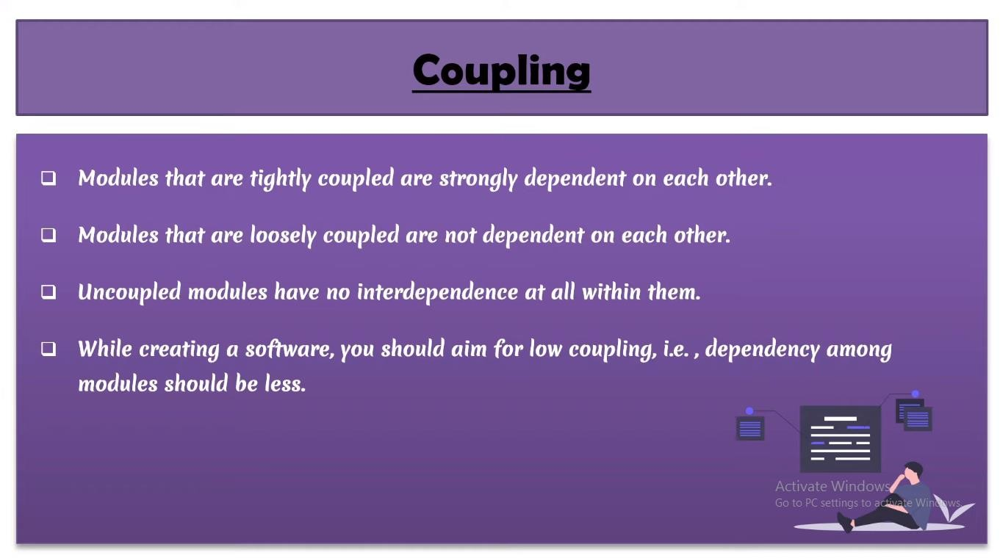 Coupling
❑ Modules that are tightly coupled are strongly dependent on each other.
❑ Modules that are loosely coupled are not dependent on each other.
❑ Uncoupled modules have no interdependence at all within them.
❑ While creating a software, you should aim for low coupling, i.e. , dependency among
modules should be less.
Activate Windows
Go to PC settings to activate Windows.